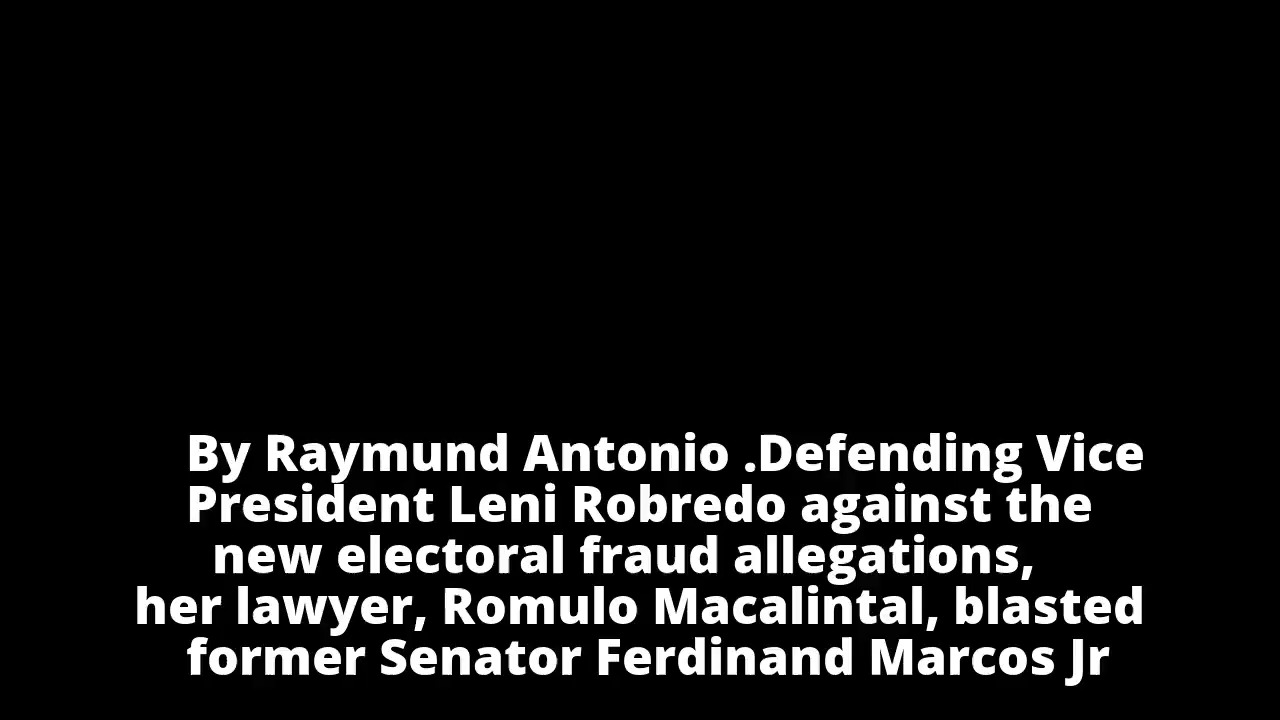 By Raymund Antonio .Defending Vice
President Leni Robredo against the
new electoral fraud allegations,
her lawyer, Romulo Macalintal, blasted
former Senator Ferdinand Marcos Jr